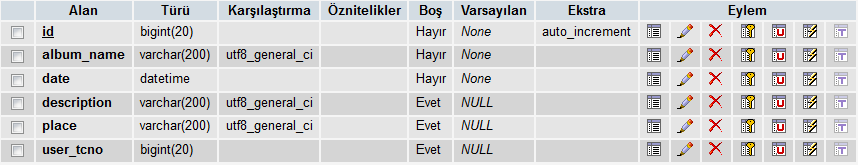 Alan Türü Karşılaştırma Öznitelikler Boş Varsayılan Ekstra Eylem
id bigint(20) Hayır None auto_increment
album_name varchar(200) utf8_general_ci Hayır None
date datetime Hayır None
description varchar(200) utf8_general_ci Evet NULL
place varchar(200) utf8_general_ci Evet NULL
user_tcno bigint(20) Evet NULL